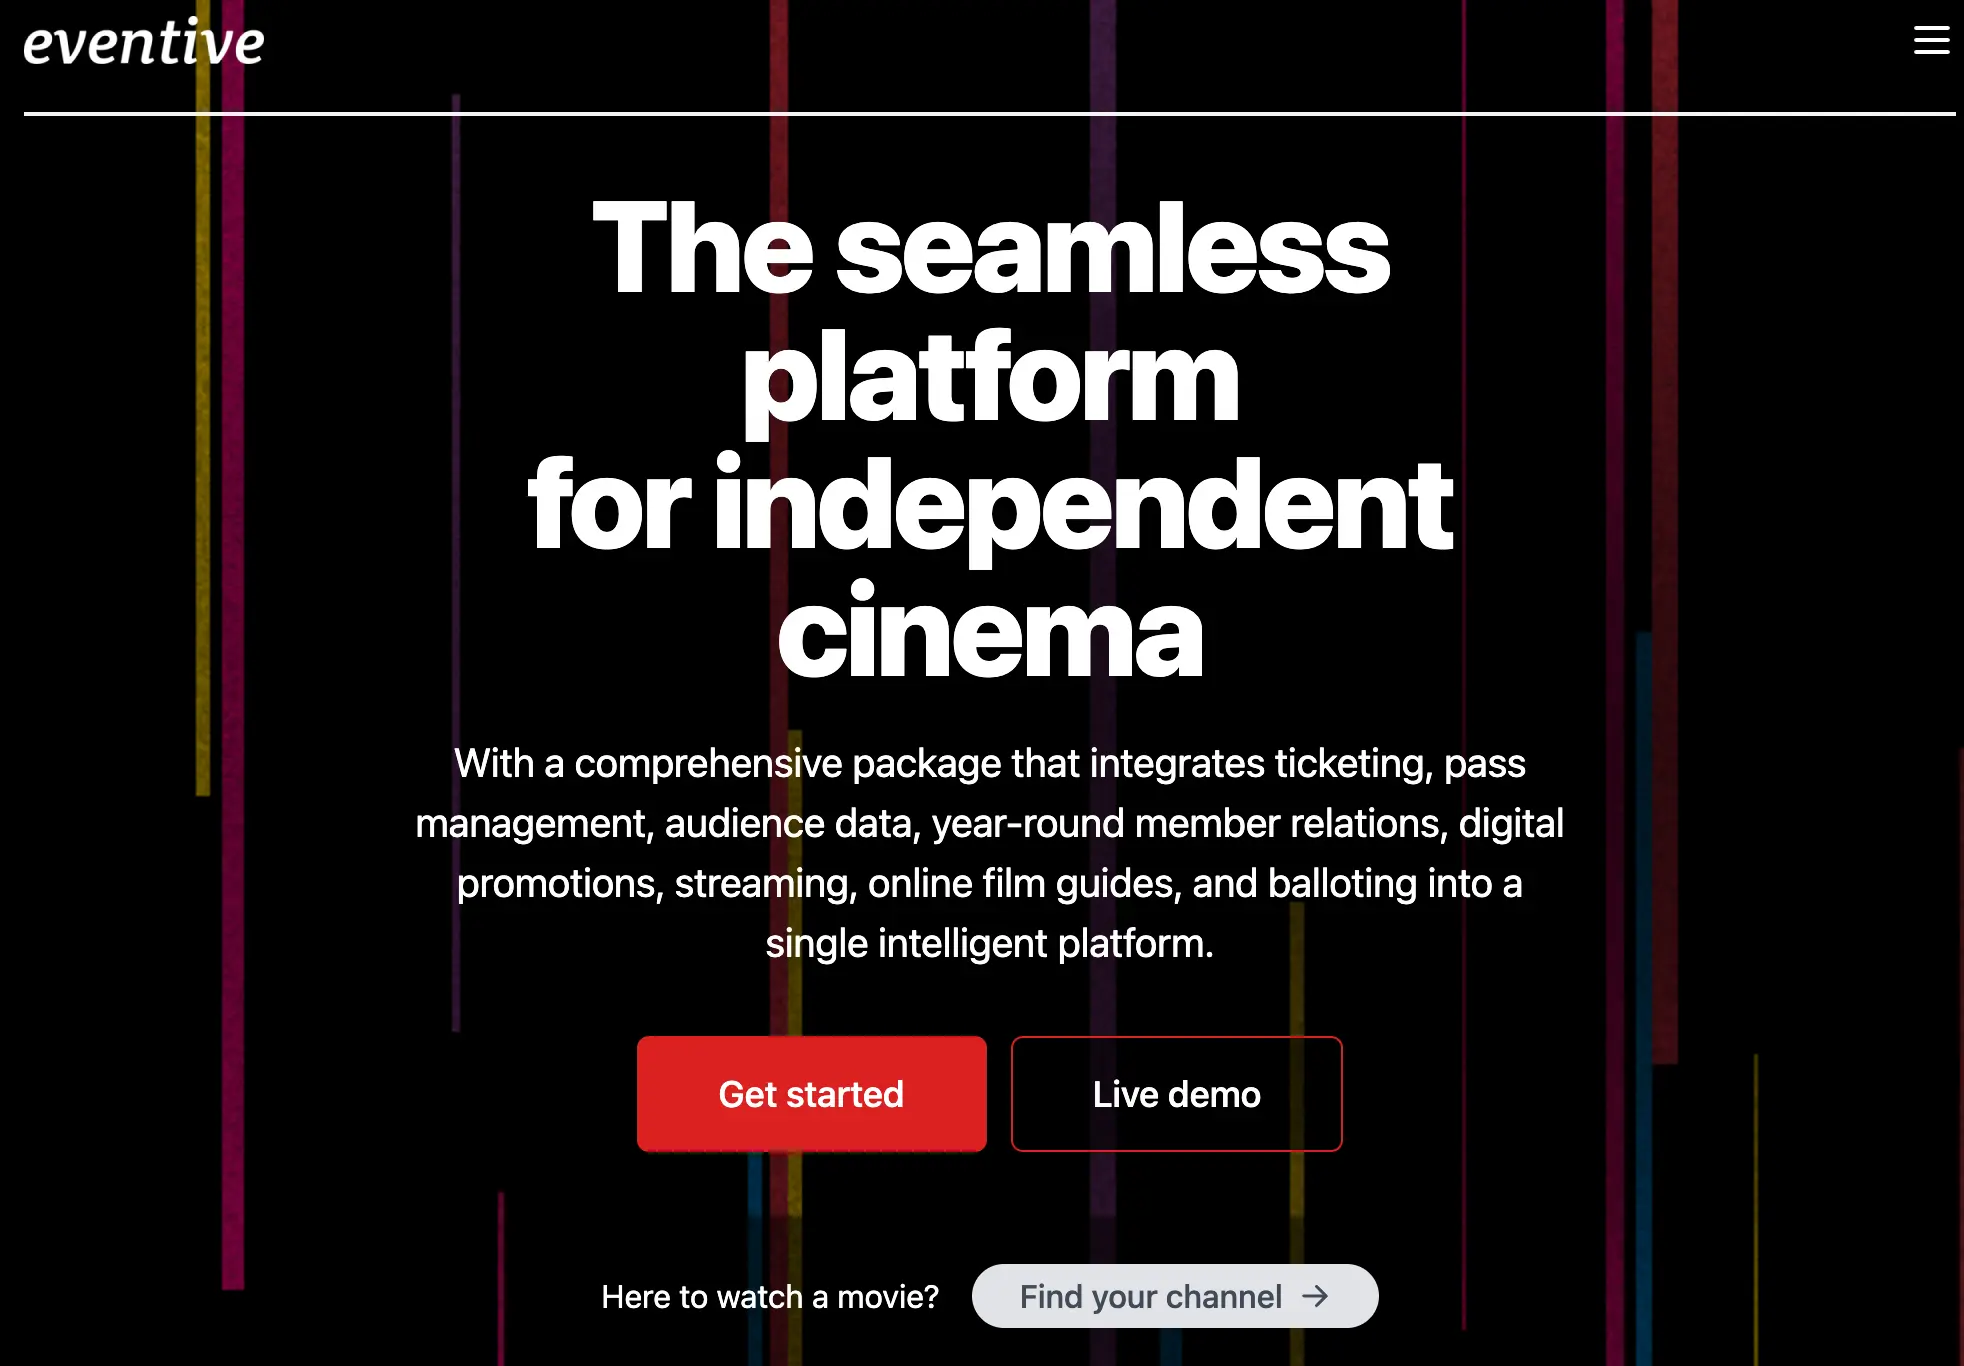 eventive
The seamless
platform
for independent
cinema
With a comprehensive package that integrates ticketing, pass
management, audience data, year-round member relations, digital
promotions, streaming, online film guides, and balloting into a
single intelligent platform.
Get started
Live demo
Here to watch a movie?
Find your channel →